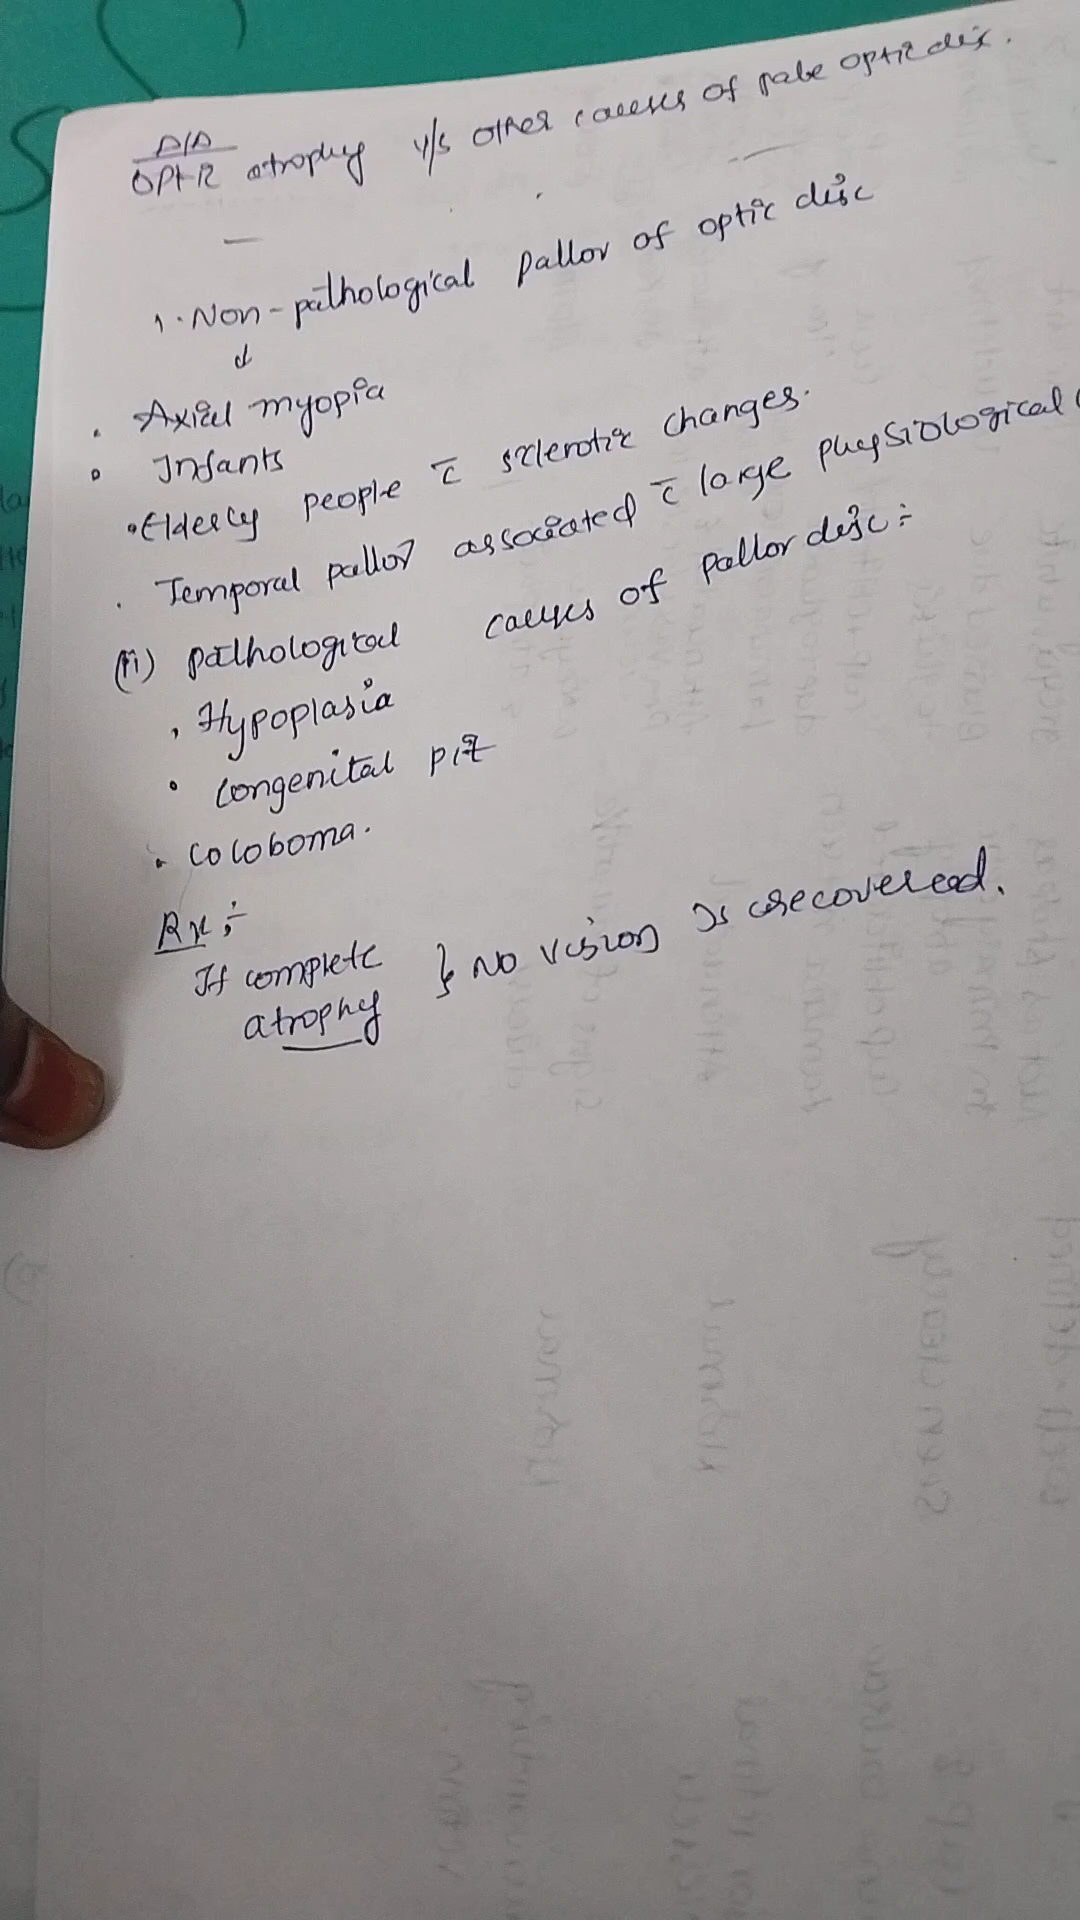 D/D
Optic atrophy v/s other causes of pale optic disc.
1. Non-pathological pallor of optic disc
↓
• Axial myopia
• Infants
• Elderly people c̄ sclerotic changes.
• Temporal pallor associated c̄ large physiological
(ii) pathological causes of pallor disc:-
• Hypoplasia
• Congenital pit
• Coloboma.
Rx :-
If complete
atrophy } No vision is recovered.